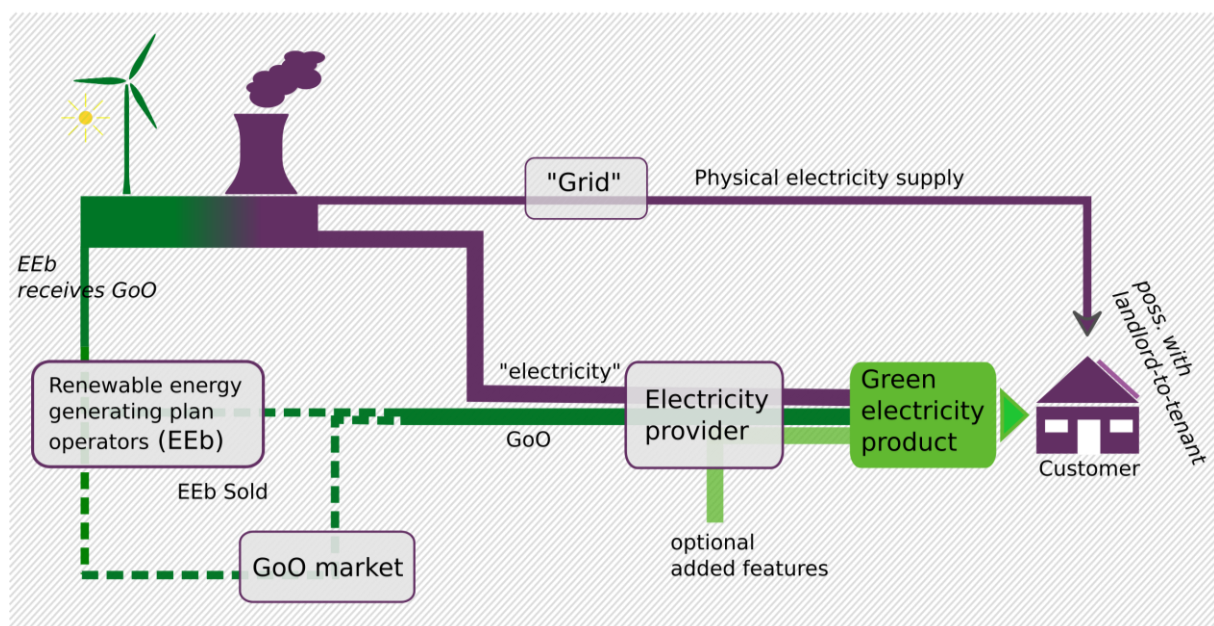 "Grid"
Physical electricity supply
EEb
receives GoO
poss. with
landlord-to-tenant
Renewable energy
generating plan
operators (EEb)
"electricity"
GoO
Electricity
provider
Green
electricity
product
Customer
EEb Sold
GoO market
optional
added features